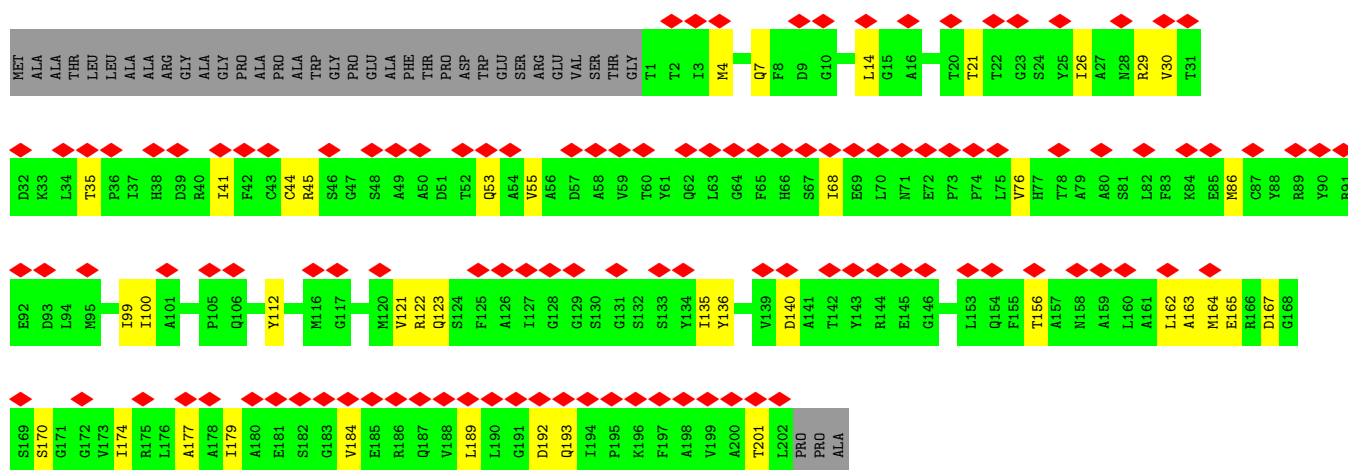 MET ALA ALA THR LEU LEU ALA ALA ARG GLY ALA GLY PRO ALA PRO ALA TRP GLY PRO GLU ALA PHE THR PRO ASP TRP GLU SER ARG GLU VAL SER THR GLY T1 T2 I3 M4 Q7 F8 D9 G10 L14 G15 A16 T20 T21 T22 G23 S24 Y25 I26 A27 N28 R29 V30 T31
D32 K33 L34 T35 P36 I37 H38 D39 R40 I41 F42 C43 C44 R45 S46 G47 S48 A49 A50 D51 T52 Q53 A54 V55 A56 D57 A58 V59 T60 Y61 Q62 L63 G64 F65 H66 S67 I68 E69 L70 N71 E72 P73 P74 L75 V76 H77 T78 A79 A80 S81 L82 F83 K84 E85 M86 C87 Y88 R89 Y90 R91
E92 D93 L94 M95 I99 I100 A101 P105 Q106 Y112 M116 G117 M120 V121 R122 Q123 S124 F125 A126 I127 G128 G129 S130 G131 S132 S133 Y134 I135 Y136 V139 D140 A141 T142 Y143 R144 E145 G146 L153 Q154 F155 T156 A157 N158 A159 L160 A161 L162 A163 M164 E165 R166 D167 G168
S169 S170 G171 G172 V173 I174 R175 L176 A177 A178 I179 A180 E181 S182 G183 V184 E185 R186 Q187 V188 L189 L190 G191 D192 Q193 I194 P195 K196 F197 A198 V199 A200 T201 L202 PRO PRO ALA